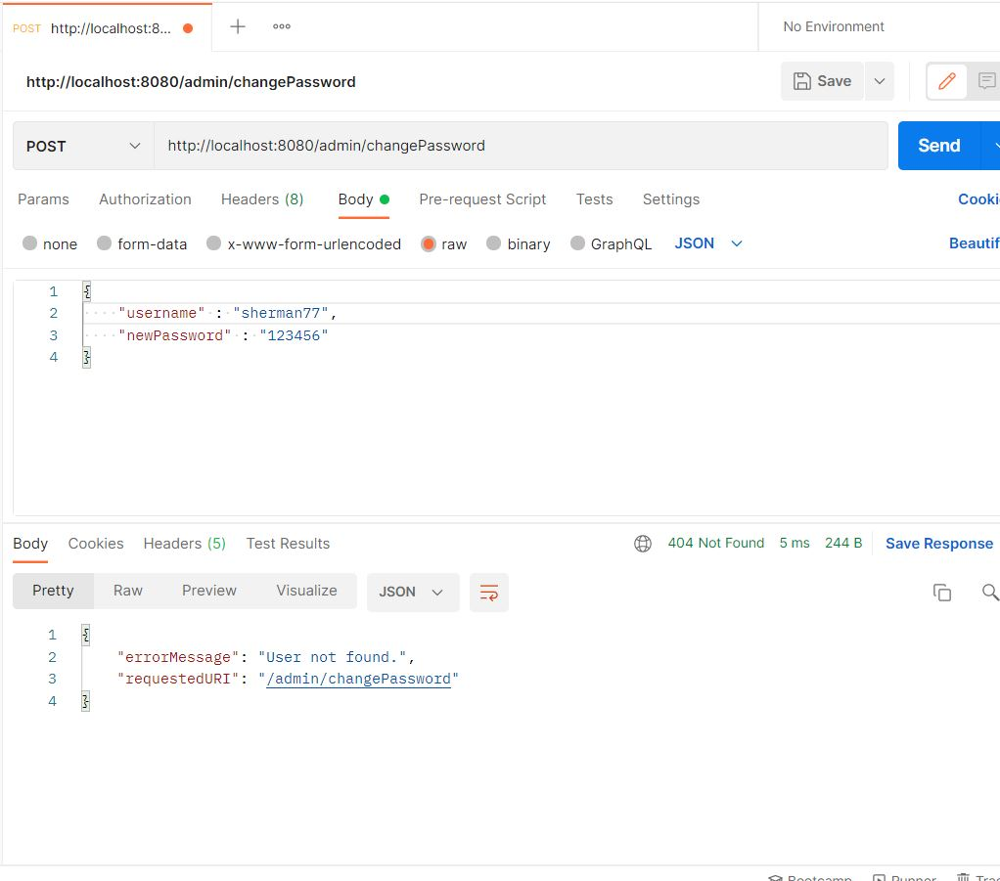 POST http://localhost:8... No Environment
http://localhost:8080/admin/changePassword Save
POST http://localhost:8080/admin/changePassword Send
Params Authorization Headers (8) Body Pre-request Script Tests Settings Cooki
none form-data x-www-form-urlencoded raw binary GraphQL JSON Beautif
1 {
2 "username" : "sherman77",
3 "newPassword" : "123456"
4 }
Body Cookies Headers (5) Test Results 404 Not Found 5 ms 244 B Save Response
Pretty Raw Preview Visualize JSON
1 {
2 "errorMessage": "User not found.",
3 "requestedURI": "/admin/changePassword"
4 }
Bootcamp Runner Tra